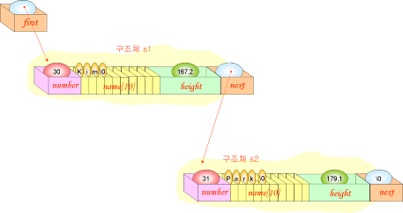 first
구조체 s1
30 K i m \0 167.2
number name[10] height next
구조체 s2
31 P a r k \0 179.1 \0
number name[10] height next